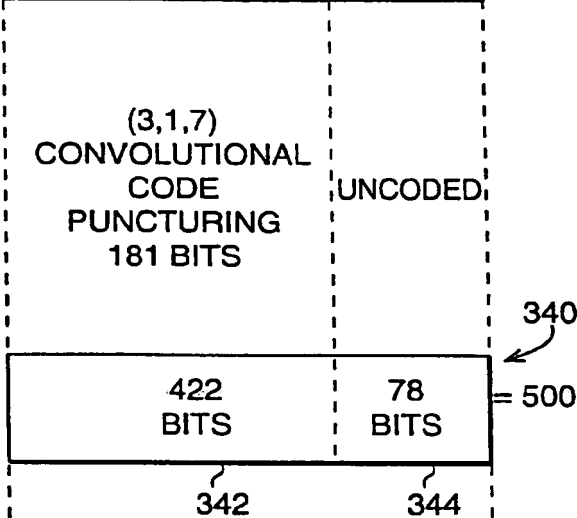 (3,1,7)
CONVOLUTIONAL
CODE
PUNCTURING
181 BITS
UNCODED
340
422
BITS
78
BITS
= 500
342
344